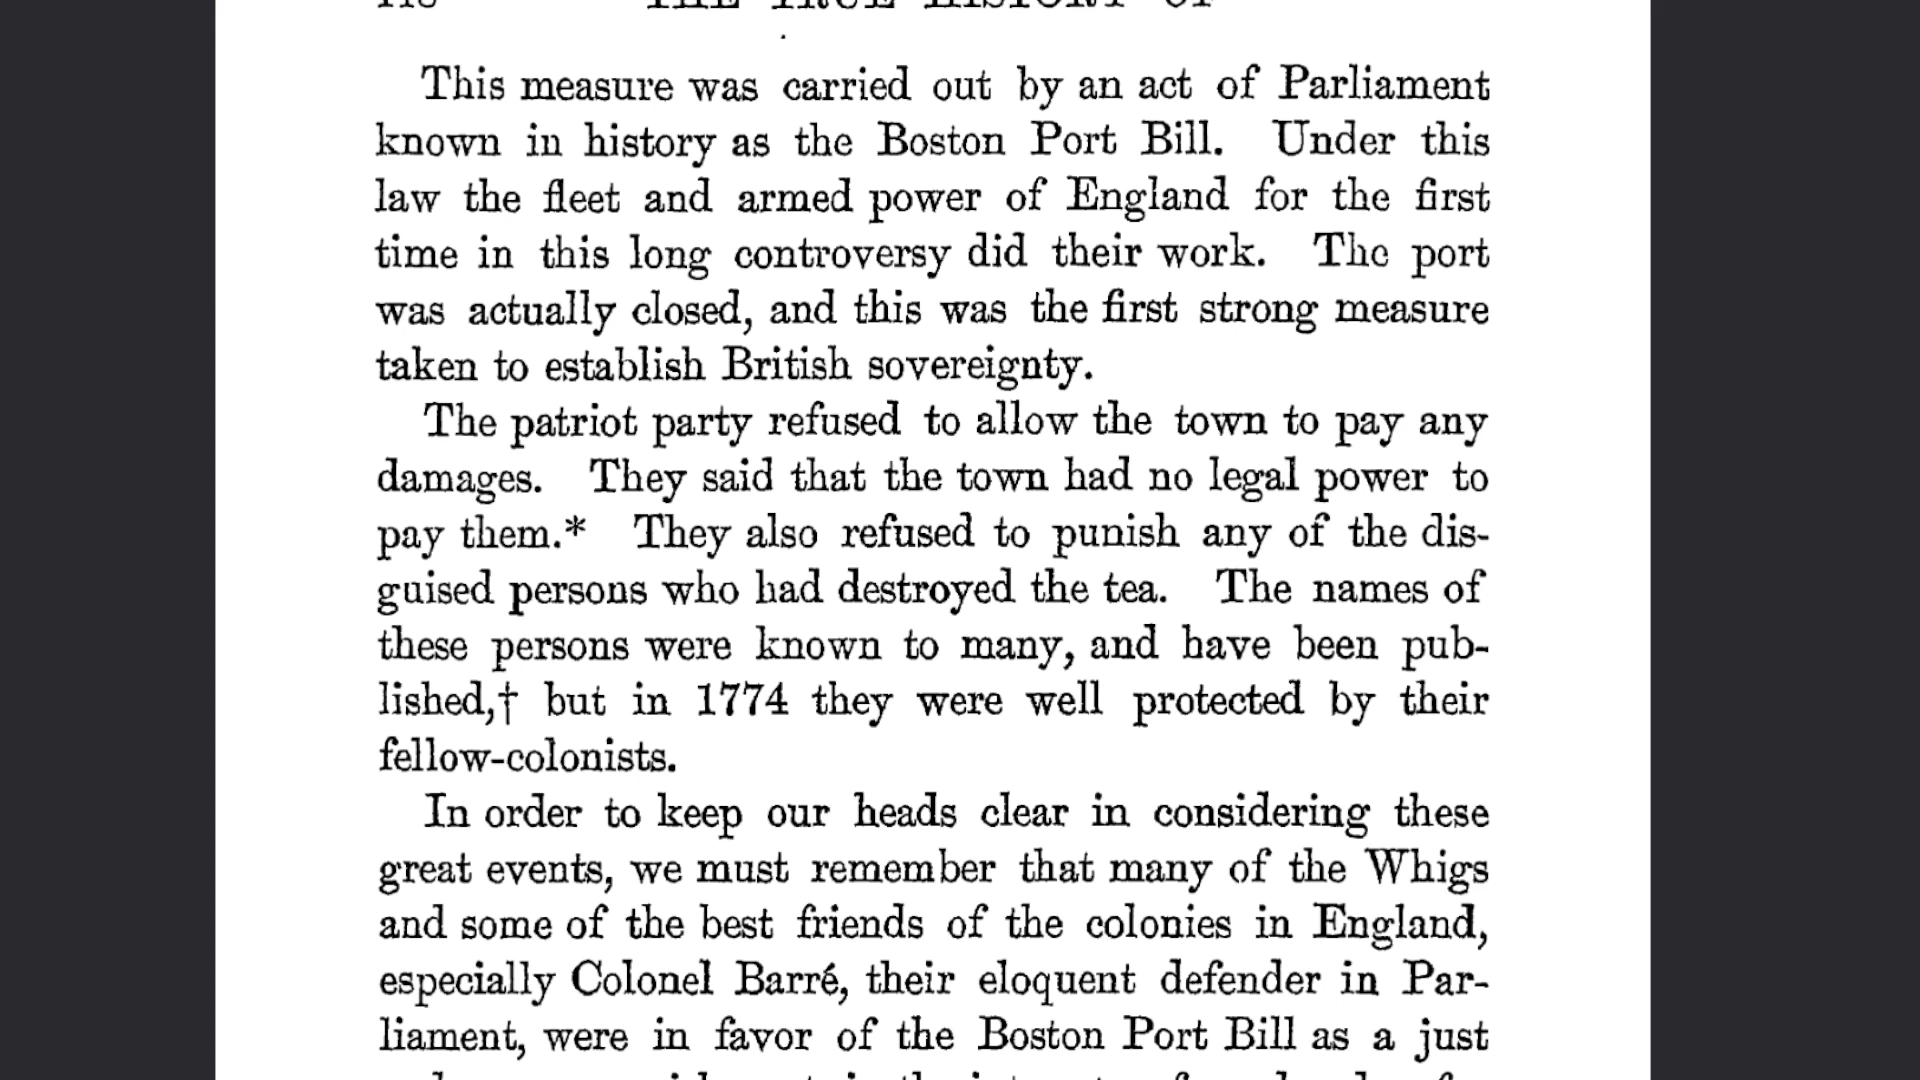 THE TRUE HISTORY OF
This measure was carried out by an act of Parliament
known in history as the Boston Port Bill. Under this
law the fleet and armed power of England for the first
time in this long controversy did their work. The port
was actually closed, and this was the first strong measure
taken to establish British sovereignty.
The patriot party refused to allow the town to pay any
damages. They said that the town had no legal power to
pay them.* They also refused to punish any of the dis-
guised persons who had destroyed the tea. The names of
these persons were known to many, and have been pub-
lished,† but in 1774 they were well protected by their
fellow-colonists.
In order to keep our heads clear in considering these
great events, we must remember that many of the Whigs
and some of the best friends of the colonies in England,
especially Colonel Barré, their eloquent defender in Par-
liament, were in favor of the Boston Port Bill as a just